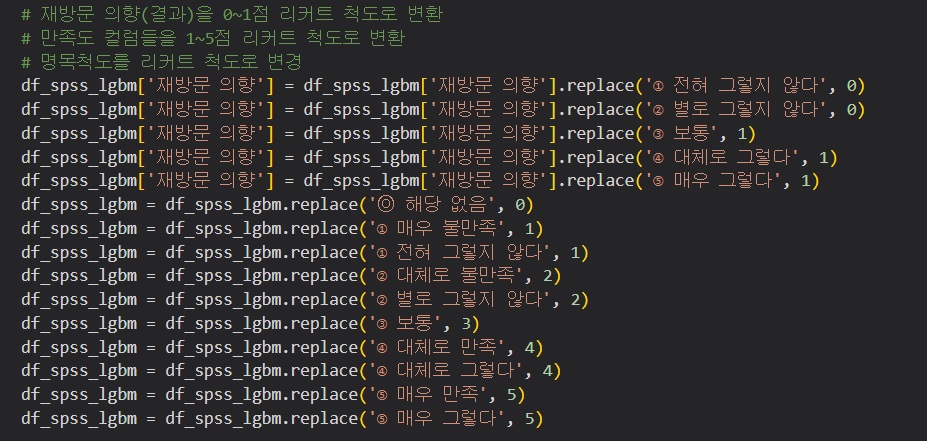 # 재방문 의향(결과)을 0~1점 리커트 척도로 변환
# 만족도 컬럼들을 1~5점 리커트 척도로 변환
# 명목척도를 리커트 척도로 변경
df_spss_lgbm['재방문 의향'] = df_spss_lgbm['재방문 의향'].replace('① 전혀 그렇지 않다', 0)
df_spss_lgbm['재방문 의향'] = df_spss_lgbm['재방문 의향'].replace('② 별로 그렇지 않다', 0)
df_spss_lgbm['재방문 의향'] = df_spss_lgbm['재방문 의향'].replace('③ 보통', 1)
df_spss_lgbm['재방문 의향'] = df_spss_lgbm['재방문 의향'].replace('④ 대체로 그렇다', 1)
df_spss_lgbm['재방문 의향'] = df_spss_lgbm['재방문 의향'].replace('⑤ 매우 그렇다', 1)
df_spss_lgbm = df_spss_lgbm.replace('◎ 해당 없음', 0)
df_spss_lgbm = df_spss_lgbm.replace('① 매우 불만족', 1)
df_spss_lgbm = df_spss_lgbm.replace('① 전혀 그렇지 않다', 1)
df_spss_lgbm = df_spss_lgbm.replace('② 대체로 불만족', 2)
df_spss_lgbm = df_spss_lgbm.replace('② 별로 그렇지 않다', 2)
df_spss_lgbm = df_spss_lgbm.replace('③ 보통', 3)
df_spss_lgbm = df_spss_lgbm.replace('④ 대체로 만족', 4)
df_spss_lgbm = df_spss_lgbm.replace('④ 대체로 그렇다', 4)
df_spss_lgbm = df_spss_lgbm.replace('⑤ 매우 만족', 5)
df_spss_lgbm = df_spss_lgbm.replace('⑤ 매우 그렇다', 5)